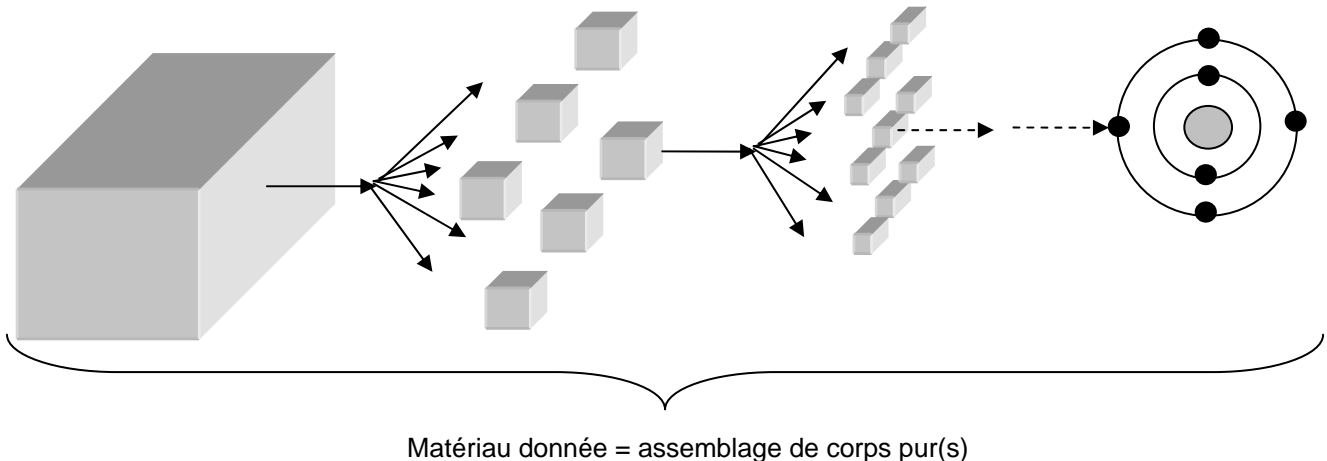 Matériau donnée = assemblage de corps pur(s)